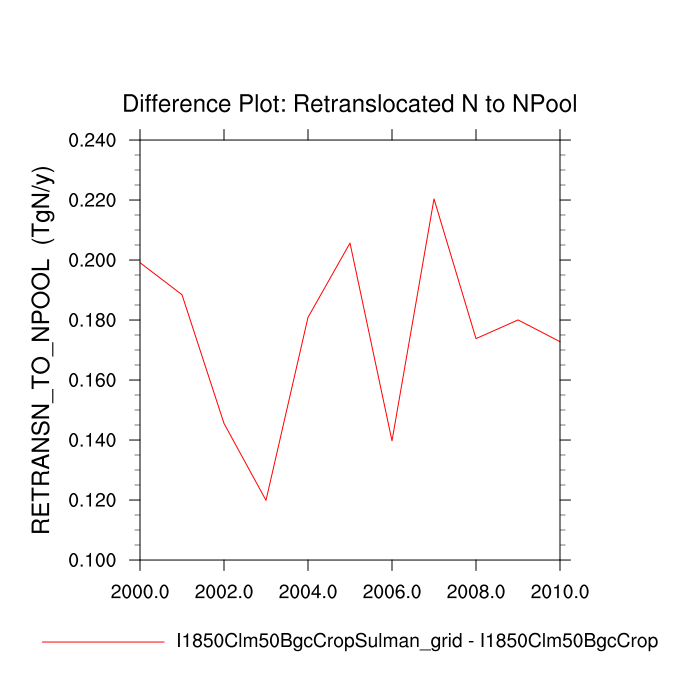 Difference Plot: Retranslocated N to NPool
RETRANSN_TO_NPOOL (TgN/y)
0.240
0.220
0.200
0.180
0.160
0.140
0.120
0.100
2000.0 2002.0 2004.0 2006.0 2008.0 2010.0
I1850Clm50BgcCropSulman_grid - I1850Clm50BgcCrop